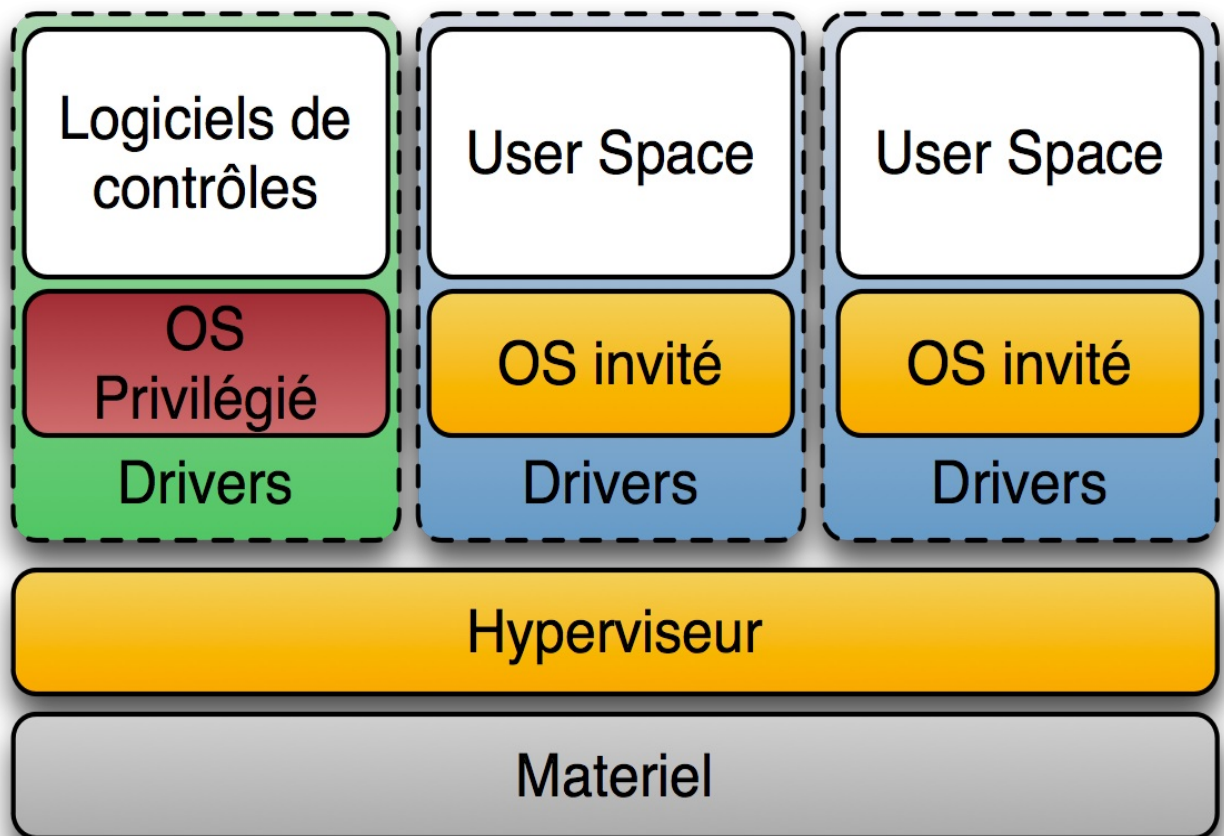 Logiciels de
contrôles
User Space
User Space
OS
Privilégié
OS invité
OS invité
Drivers
Drivers
Drivers
Hyperviseur
Materiel